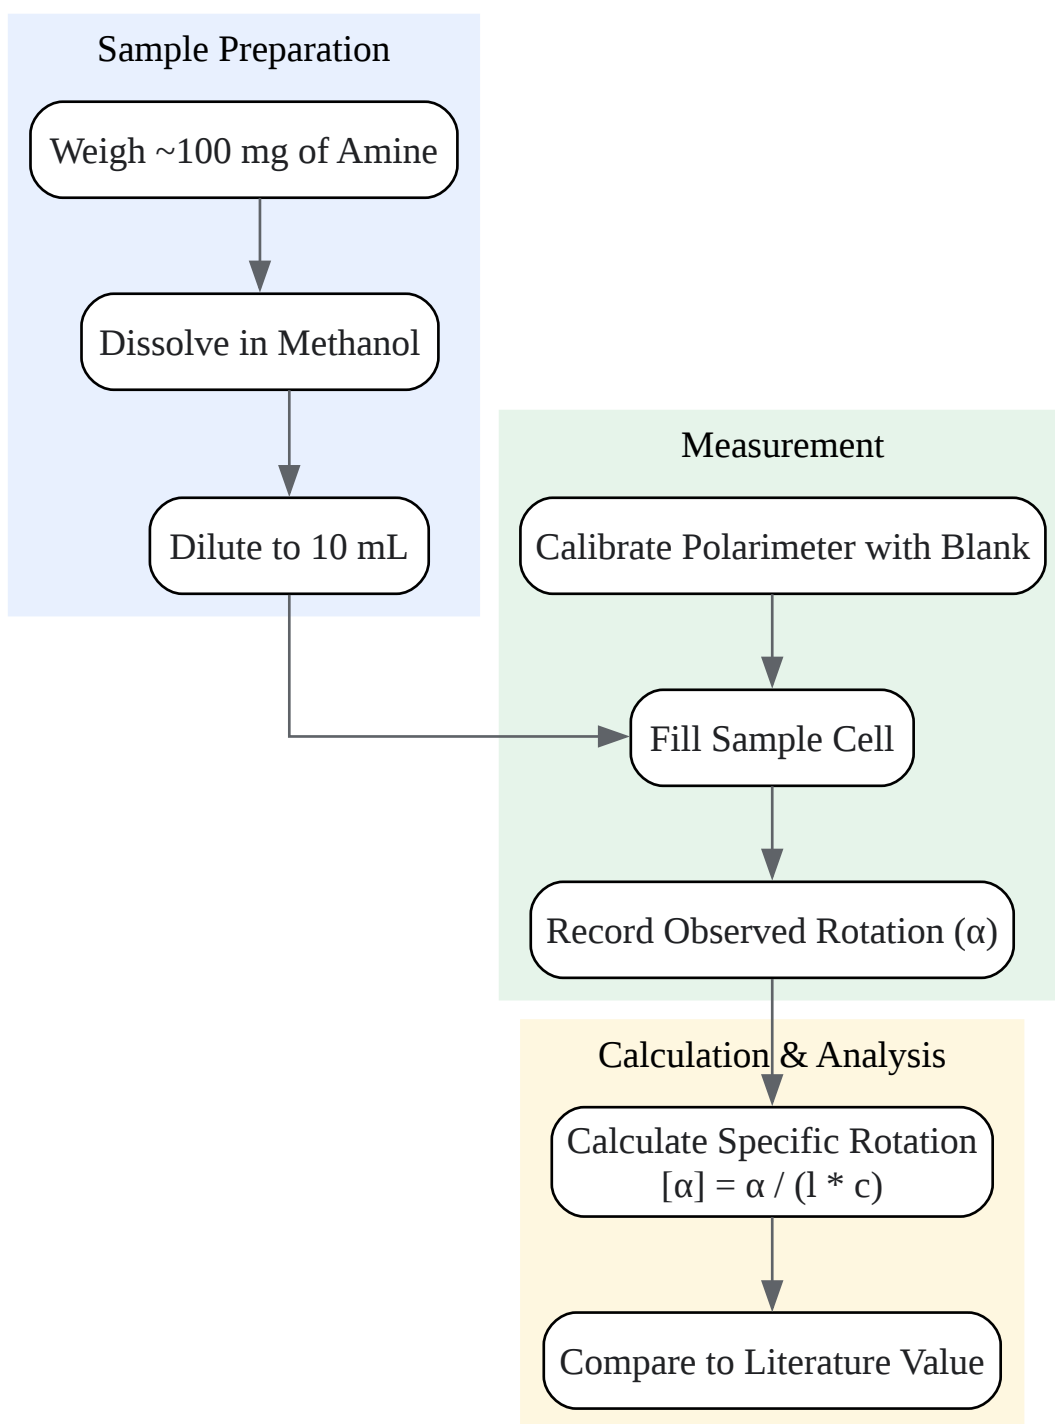 Sample Preparation
Weigh ~100 mg of Amine
Dissolve in Methanol
Dilute to 10 mL
Measurement
Calibrate Polarimeter with Blank
Fill Sample Cell
Record Observed Rotation (α)
Calculation & Analysis
Calculate Specific Rotation
[α] = α / (l * c)
Compare to Literature Value